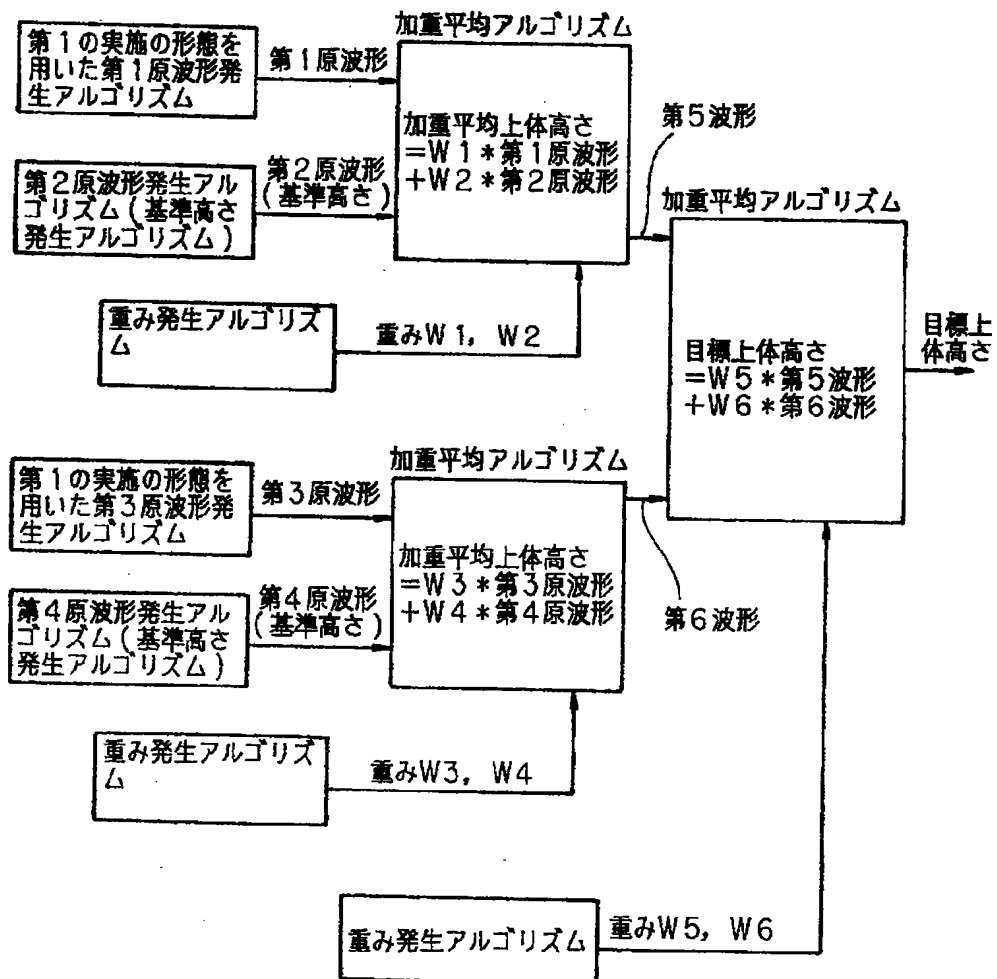 加重平均アルゴリズム
第1の実施の形態を
用いた第1原波形発
生アルゴリズム
第1原波形
第2原波形発生アル
ゴリズム(基準高さ
発生アルゴリズム)
第2原波形
(基準高さ)
加重平均上体高さ
=W1*第1原波形
+W2*第2原波形
重み発生アルゴリズ
ム
重みW1, W2
第5波形
加重平均アルゴリズム
目標上体高さ
=W5*第5波形
+W6*第6波形
目標上
体高さ
加重平均アルゴリズム
第1の実施の形態を
用いた第3原波形発
生アルゴリズム
第3原波形
第4原波形発生アル
ゴリズム(基準高さ
発生アルゴリズム)
第4原波形
(基準高さ)
加重平均上体高さ
=W3*第3原波形
+W4*第4原波形
第6波形
重み発生アルゴリズ
ム
重みW3, W4
重み発生アルゴリズム
重みW5, W6